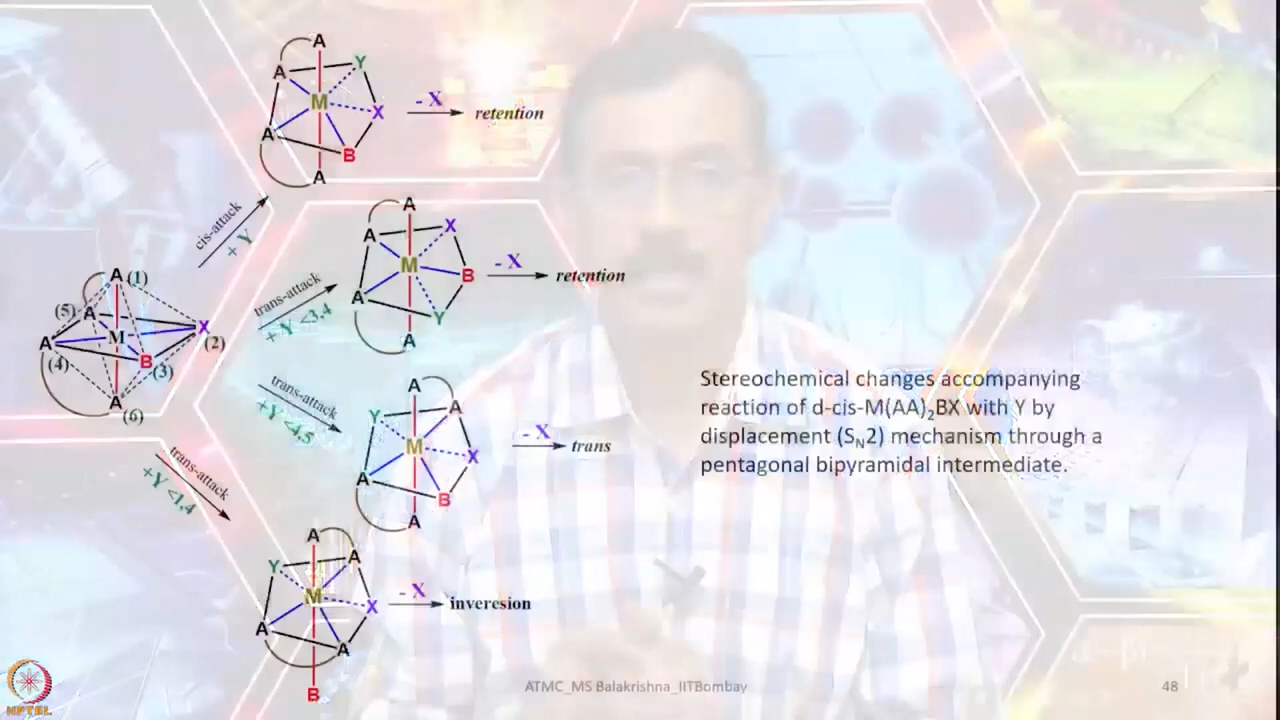 A
A
Y
M
X
- X
retention
A
B
A
cis-attack
+ Y
A
A
X
M
B
- X
retention
A
Y
A
trans-attack
+ Y <3,4
A (1)
(5) A
M
X
A
(2)
(4)
B (3)
A (6)
trans-attack
+Y <4,5
A
Y
A
M
X
- X
trans
A
B
A
trans-attack
+Y <1,4
A
Y
A
M
X
- X
inveresion
A
A
B
Stereochemical changes accompanying
reaction of d-cis-M(AA)₂BX with Y by
displacement (SN2) mechanism through a
pentagonal bipyramidal intermediate.
NPTEL
ATMC_MS Balakrishna_IITBombay
48